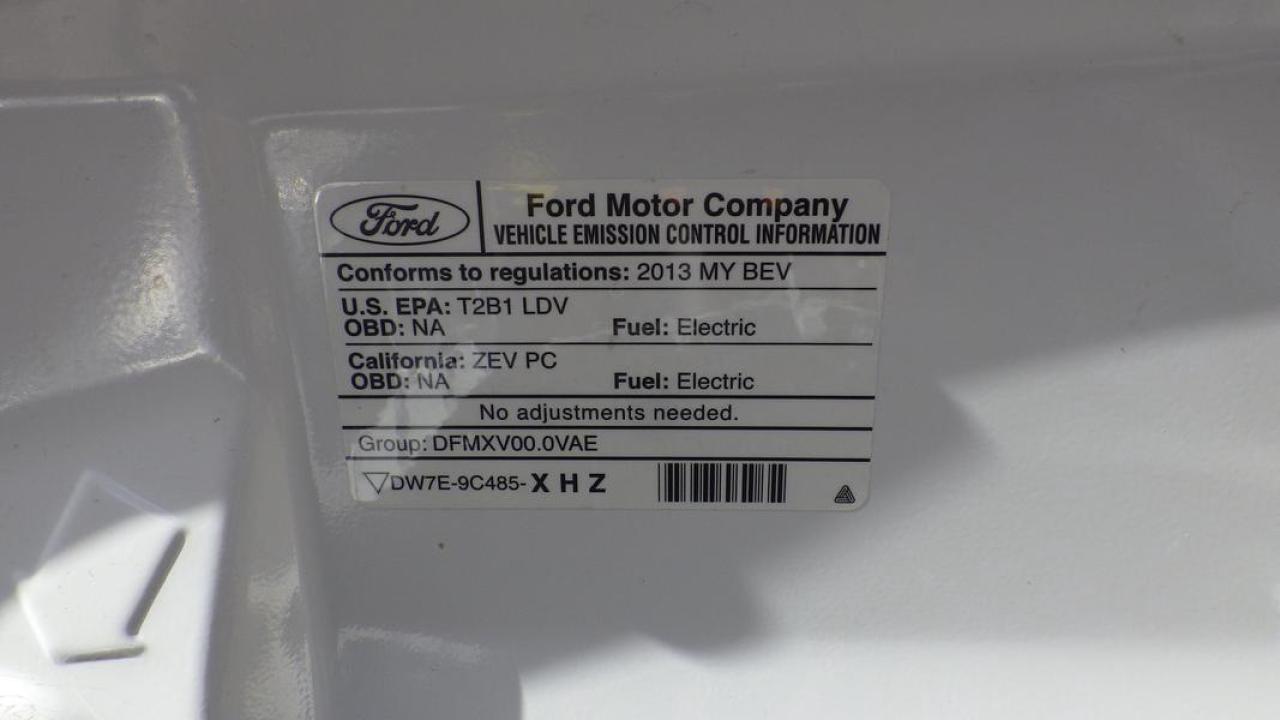 Ford
Ford Motor Company
VEHICLE EMISSION CONTROL INFORMATION
Conforms to regulations: 2013 MY BEV
U.S. EPA: T2B1 LDV
OBD: NA Fuel: Electric
California: ZEV PC
OBD: NA Fuel: Electric
No adjustments needed.
Group: DFMXV00.0VAE
DW7E-9C485-X H Z